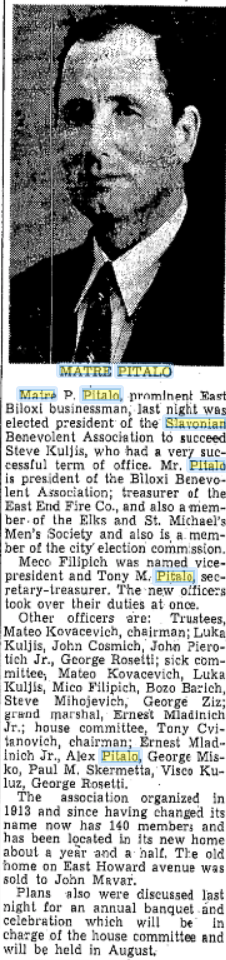 MATRE PITALO
Matre P. Pitalo, prominent East
Biloxi businessman, last night was
elected president of the Slavonian
Benevolent Association to succeed
Steve Kuljis, who had a very suc-
cessful term of office. Mr. Pitalo
is president of the Biloxi Benevo-
lent Association; treasurer of the
East End Fire Co., and also a mem-
ber of the Elks and St. Michael's
Men's Society and also is a mem-
ber of the city election commission.
Meco Filipich was named vice-
president and Tony M. Pitalo, sec-
retary-treasurer. The new officers
took over their duties at once.
Other officers are: Trustees,
Mateo Kovacevich, chairman; Luka
Kuljis, John Cosmich, John Piero-
tich Jr., George Rosetti; sick com-
mittee, Mateo Kovacevich, Luka
Kuljis, Mico Filipich, Bozo Barich,
Steve Mihojevich, George Ziz;
grand marshal, Ernest Mladinich
Jr.; house committee, Tony Cvi-
tanovich, chairman; Ernest Mlad-
inich Jr., Alex Pitalo, George Mis-
ko, Paul M. Skermetta, Visco Ku-
luz, George Rosetti.
The association organized in
1913 and since having changed its
name now has 140 members and
has been located in its new home
about a year and a half. The old
home on East Howard avenue was
sold to John Mavar.
Plans also were discussed last
night for an annual banquet and
celebration which will be in
charge of the house committee and
will be held in August.